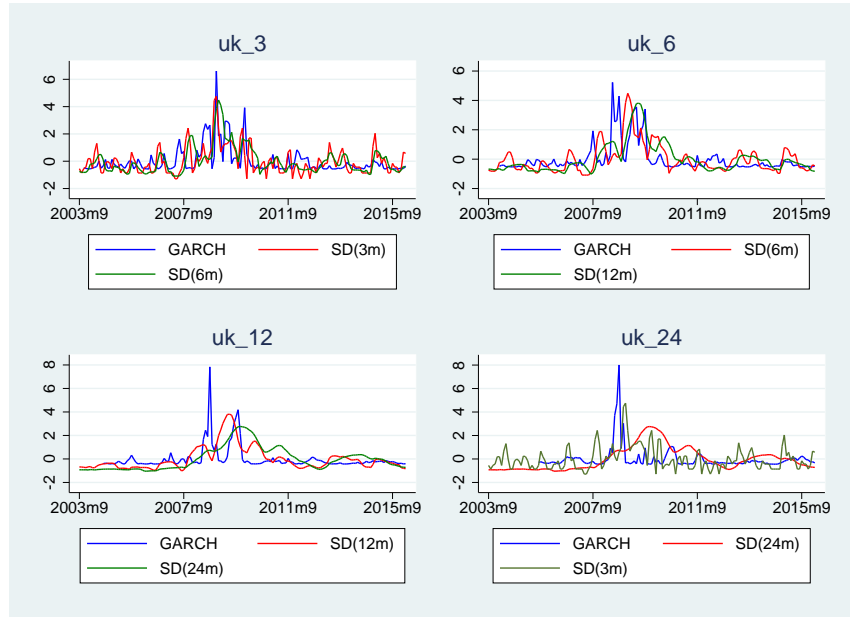 uk_3
6
4
2
0
-2
2003m9 2007m9 2011m9 2015m9
GARCH SD(3m)
SD(6m)
uk_6
6
4
2
0
-2
2003m9 2007m9 2011m9 2015m9
GARCH SD(6m)
SD(12m)
uk_12
8
6
4
2
0
-2
2003m9 2007m9 2011m9 2015m9
GARCH SD(12m)
SD(24m)
uk_24
8
6
4
2
0
-2
2003m9 2007m9 2011m9 2015m9
GARCH SD(24m)
SD(3m)